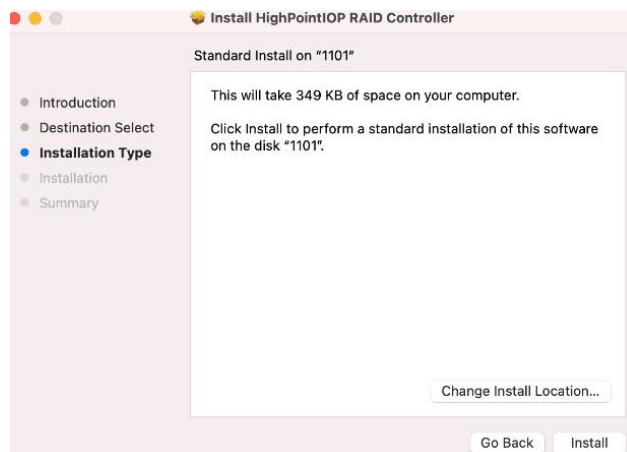 Install HighPointIOP RAID Controller
Standard Install on "1101"
Introduction
Destination Select
Installation Type
Installation
Summary
This will take 349 KB of space on your computer.
Click Install to perform a standard installation of this software
on the disk "1101".
Change Install Location...
Go Back
Install